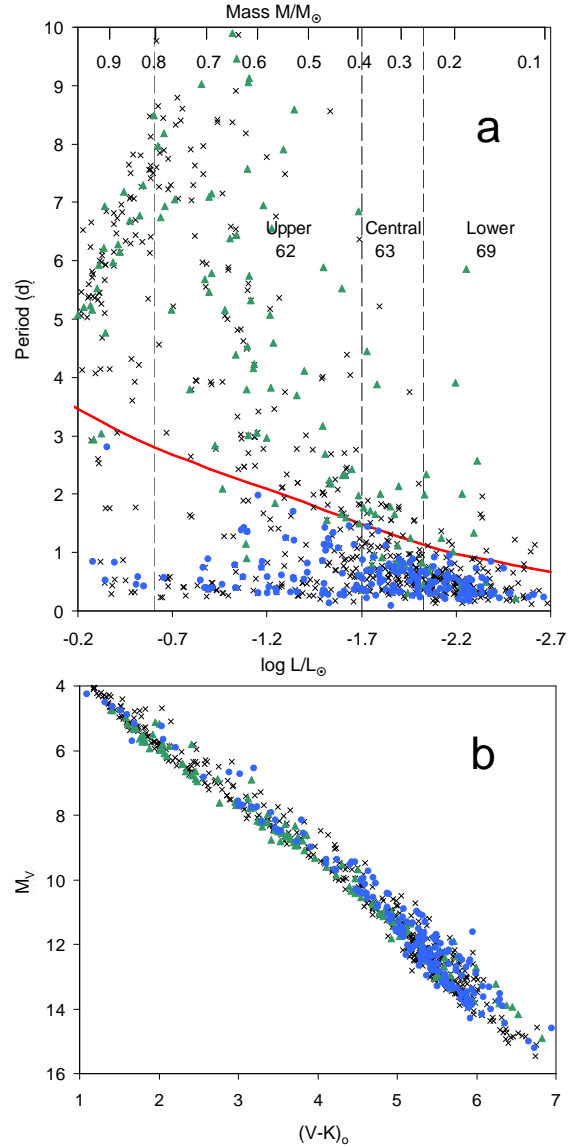 Mass M/M☉
0.9 0.8 0.7 0.6 0.5 0.4 0.3 0.2 0.1
a
Upper Central Lower
62 63 69
Period (d)
10
9
8
7
6
5
4
3
2
1
0
-0.2 -0.7 -1.2 -1.7 -2.2 -2.7
log L/L☉
b
M_V
4
6
8
10
12
14
16
1 2 3 4 5 6 7
(V-K)_o